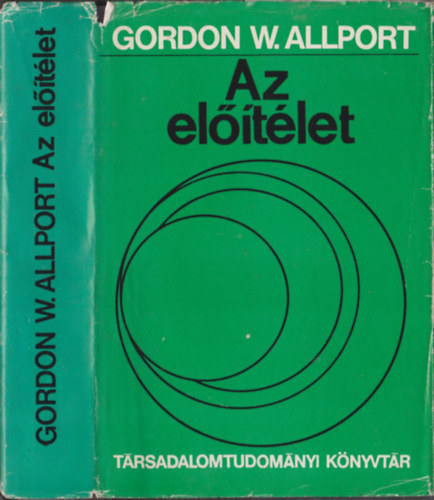 GORDON W. ALLPORT Az előítélet
GORDON W. ALLPORT
Az
előítélet
TÁRSADALOMTUDOMÁNYI KÖNYVTÁR